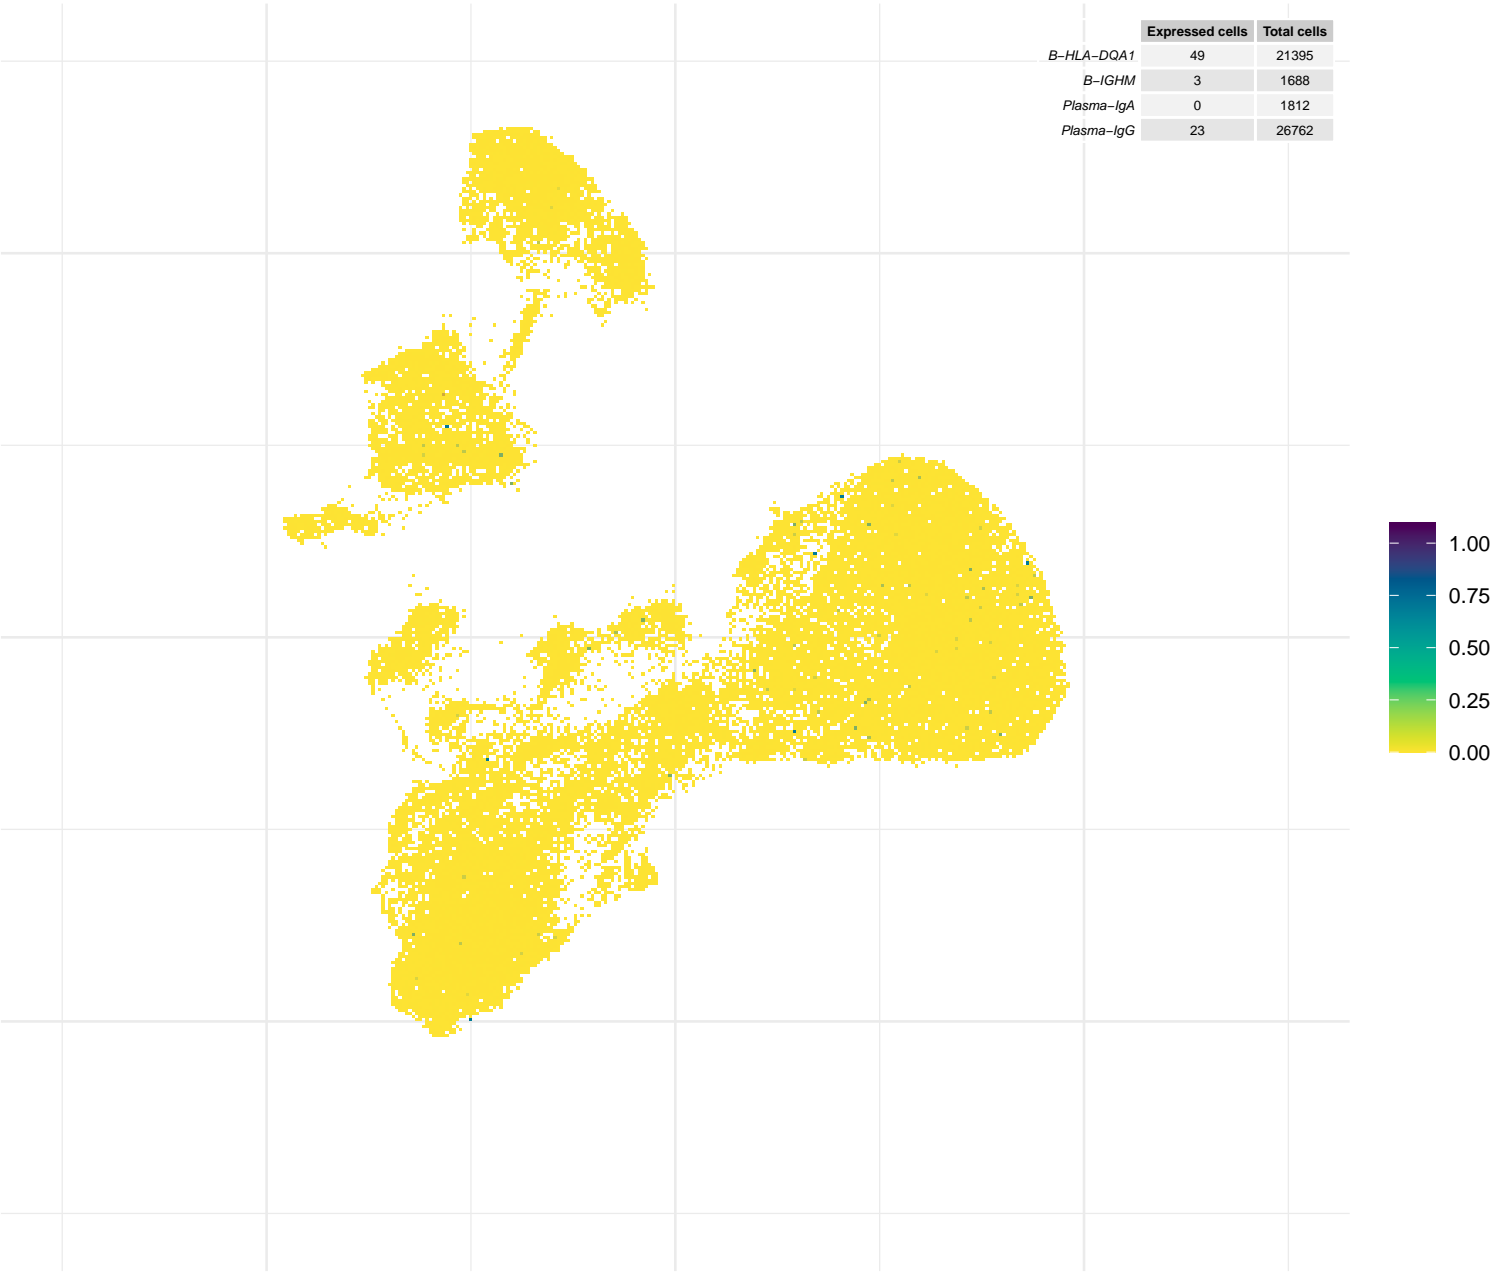 Expressed cells Total cells
B−HLA−DQA1 49 21395
B−IGHM 3 1688
Plasma−IgA 0 1812
Plasma−IgG 23 26762
1.00
0.75
0.50
0.25
0.00